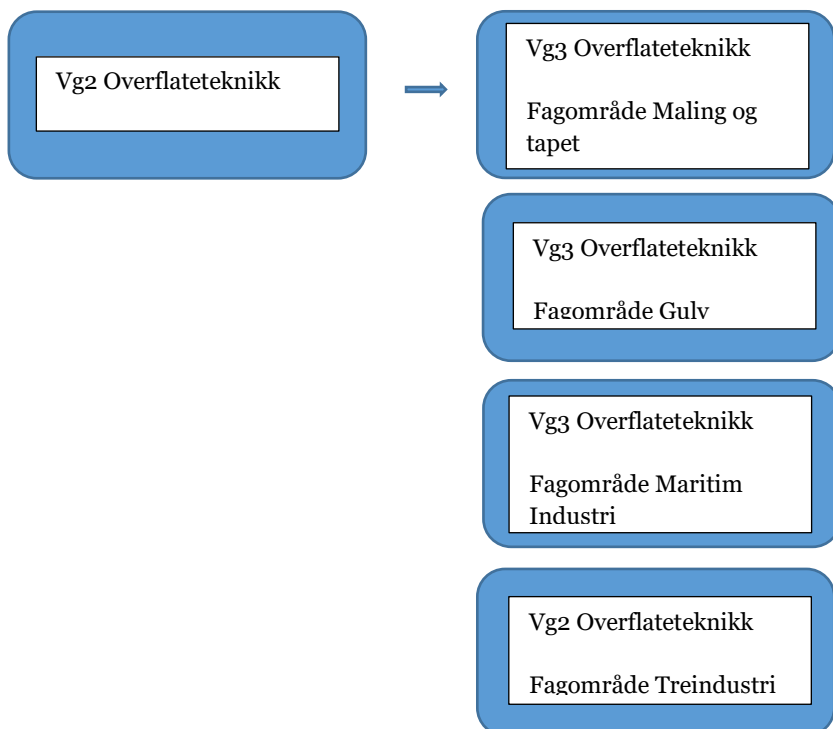 Vg2 Overflateteknikk
Vg3 Overflateteknikk
Fagområde Maling og
tapet
Vg3 Overflateteknikk
Fagområde Gulv
Vg3 Overflateteknikk
Fagområde Maritim
Industri
Vg2 Overflateteknikk
Fagområde Treindustri